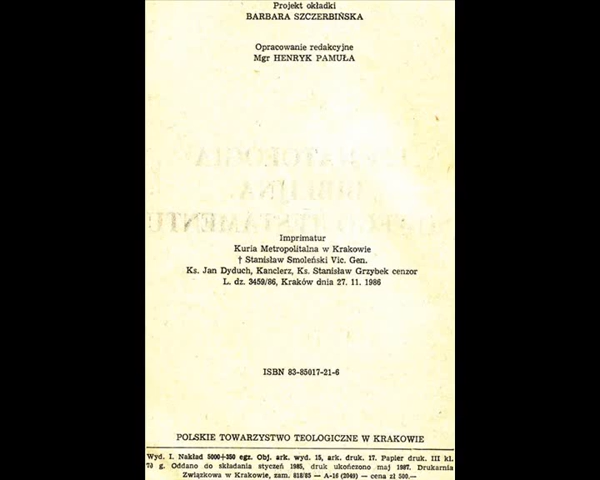 Projekt okładki
BARBARA SZCZERBIŃSKA
Opracowanie redakcyjne
Mgr HENRYK PAMUŁA
Imprimatur
Kuria Metropolitalna w Krakowie
† Stanisław Smoleński Vic. Gen.
Ks. Jan Dyduch, Kanclerz, Ks. Stanisław Grzybek cenzor
L. dz. 3459/86, Kraków dnia 27. 11. 1986
ISBN 83-85017-21-6
POLSKIE TOWARZYSTWO TEOLOGICZNE W KRAKOWIE
Wyd. I. Nakład 5000+350 egz. Obj. ark. wyd. 15, ark. druk. 17. Papier druk. III kl.
70 g. Oddano do składania styczeń 1985, druk ukończono maj 1987. Drukarnia
Związkowa w Krakowie, zam. 818/85 — A-16 (2049) — cena zł 500.—